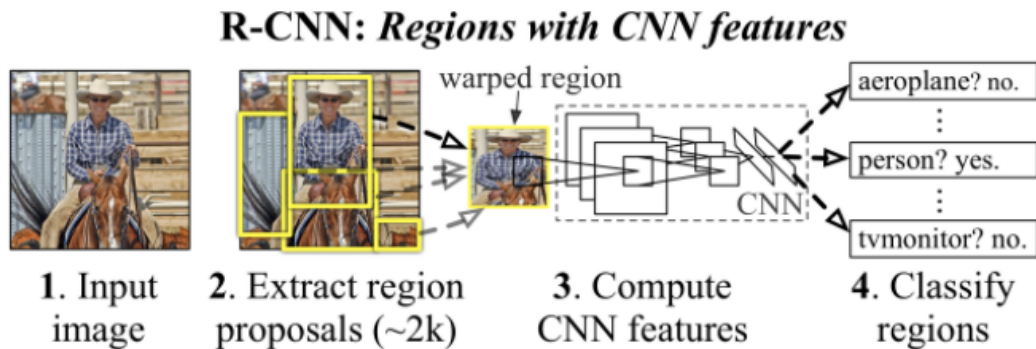 R-CNN: Regions with CNN features
warped region
aeroplane? no.
person? yes.
CNN
tvmonitor? no.
1. Input
image
2. Extract region
proposals (~2k)
3. Compute
CNN features
4. Classify
regions